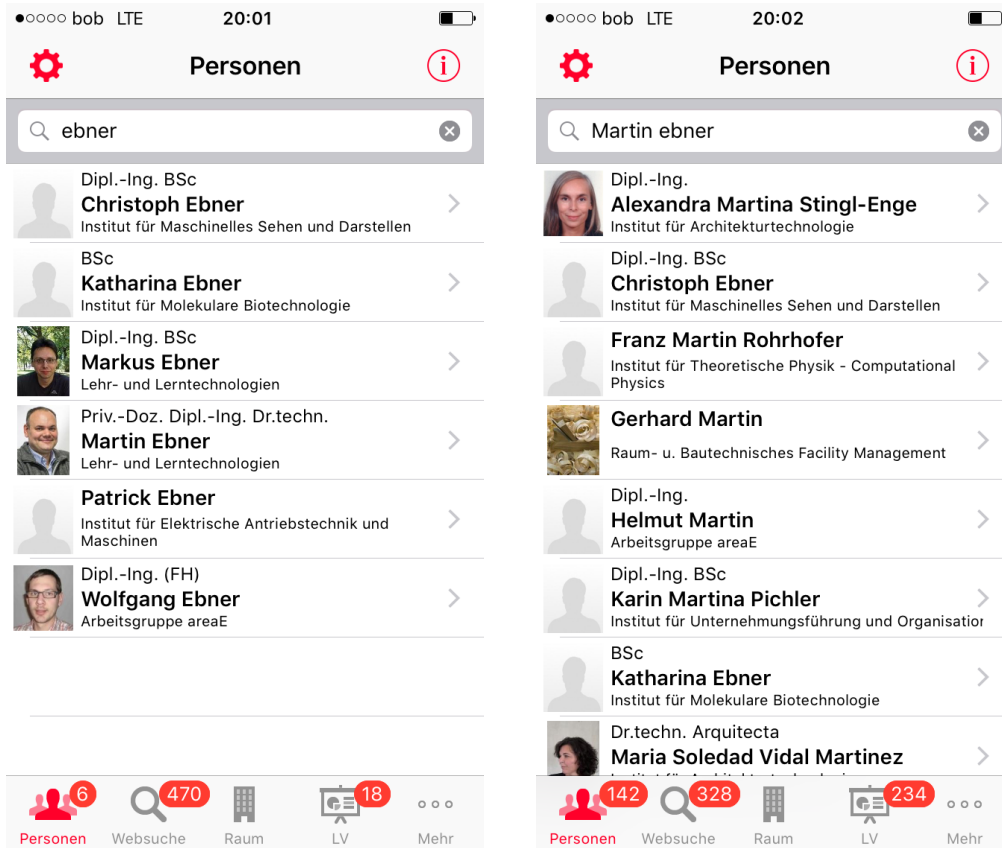 bob LTE 20:01
Personen
ebner
Dipl.-Ing. BSc
Christoph Ebner
Institut für Maschinelles Sehen und Darstellen
BSc
Katharina Ebner
Institut für Molekulare Biotechnologie
Dipl.-Ing. BSc
Markus Ebner
Lehr- und Lerntechnologien
Priv.-Doz. Dipl.-Ing. Dr.techn.
Martin Ebner
Lehr- und Lerntechnologien
Patrick Ebner
Institut für Elektrische Antriebstechnik und
Maschinen
Dipl.-Ing. (FH)
Wolfgang Ebner
Arbeitsgruppe areaE
6 470 18
Personen Websuche Raum LV Mehr
bob LTE 20:02
Personen
Martin ebner
Dipl.-Ing.
Alexandra Martina Stingl-Enge
Institut für Architekturtechnologie
Dipl.-Ing. BSc
Christoph Ebner
Institut für Maschinelles Sehen und Darstellen
Franz Martin Rohrhofer
Institut für Theoretische Physik - Computational
Physics
Gerhard Martin
Raum- u. Bautechnisches Facility Management
Dipl.-Ing.
Helmut Martin
Arbeitsgruppe areaE
Dipl.-Ing. BSc
Karin Martina Pichler
Institut für Unternehmungsführung und Organisation
BSc
Katharina Ebner
Institut für Molekulare Biotechnologie
Dr.techn. Arquitecta
Maria Soledad Vidal Martinez
142 328 234
Personen Websuche Raum LV Mehr